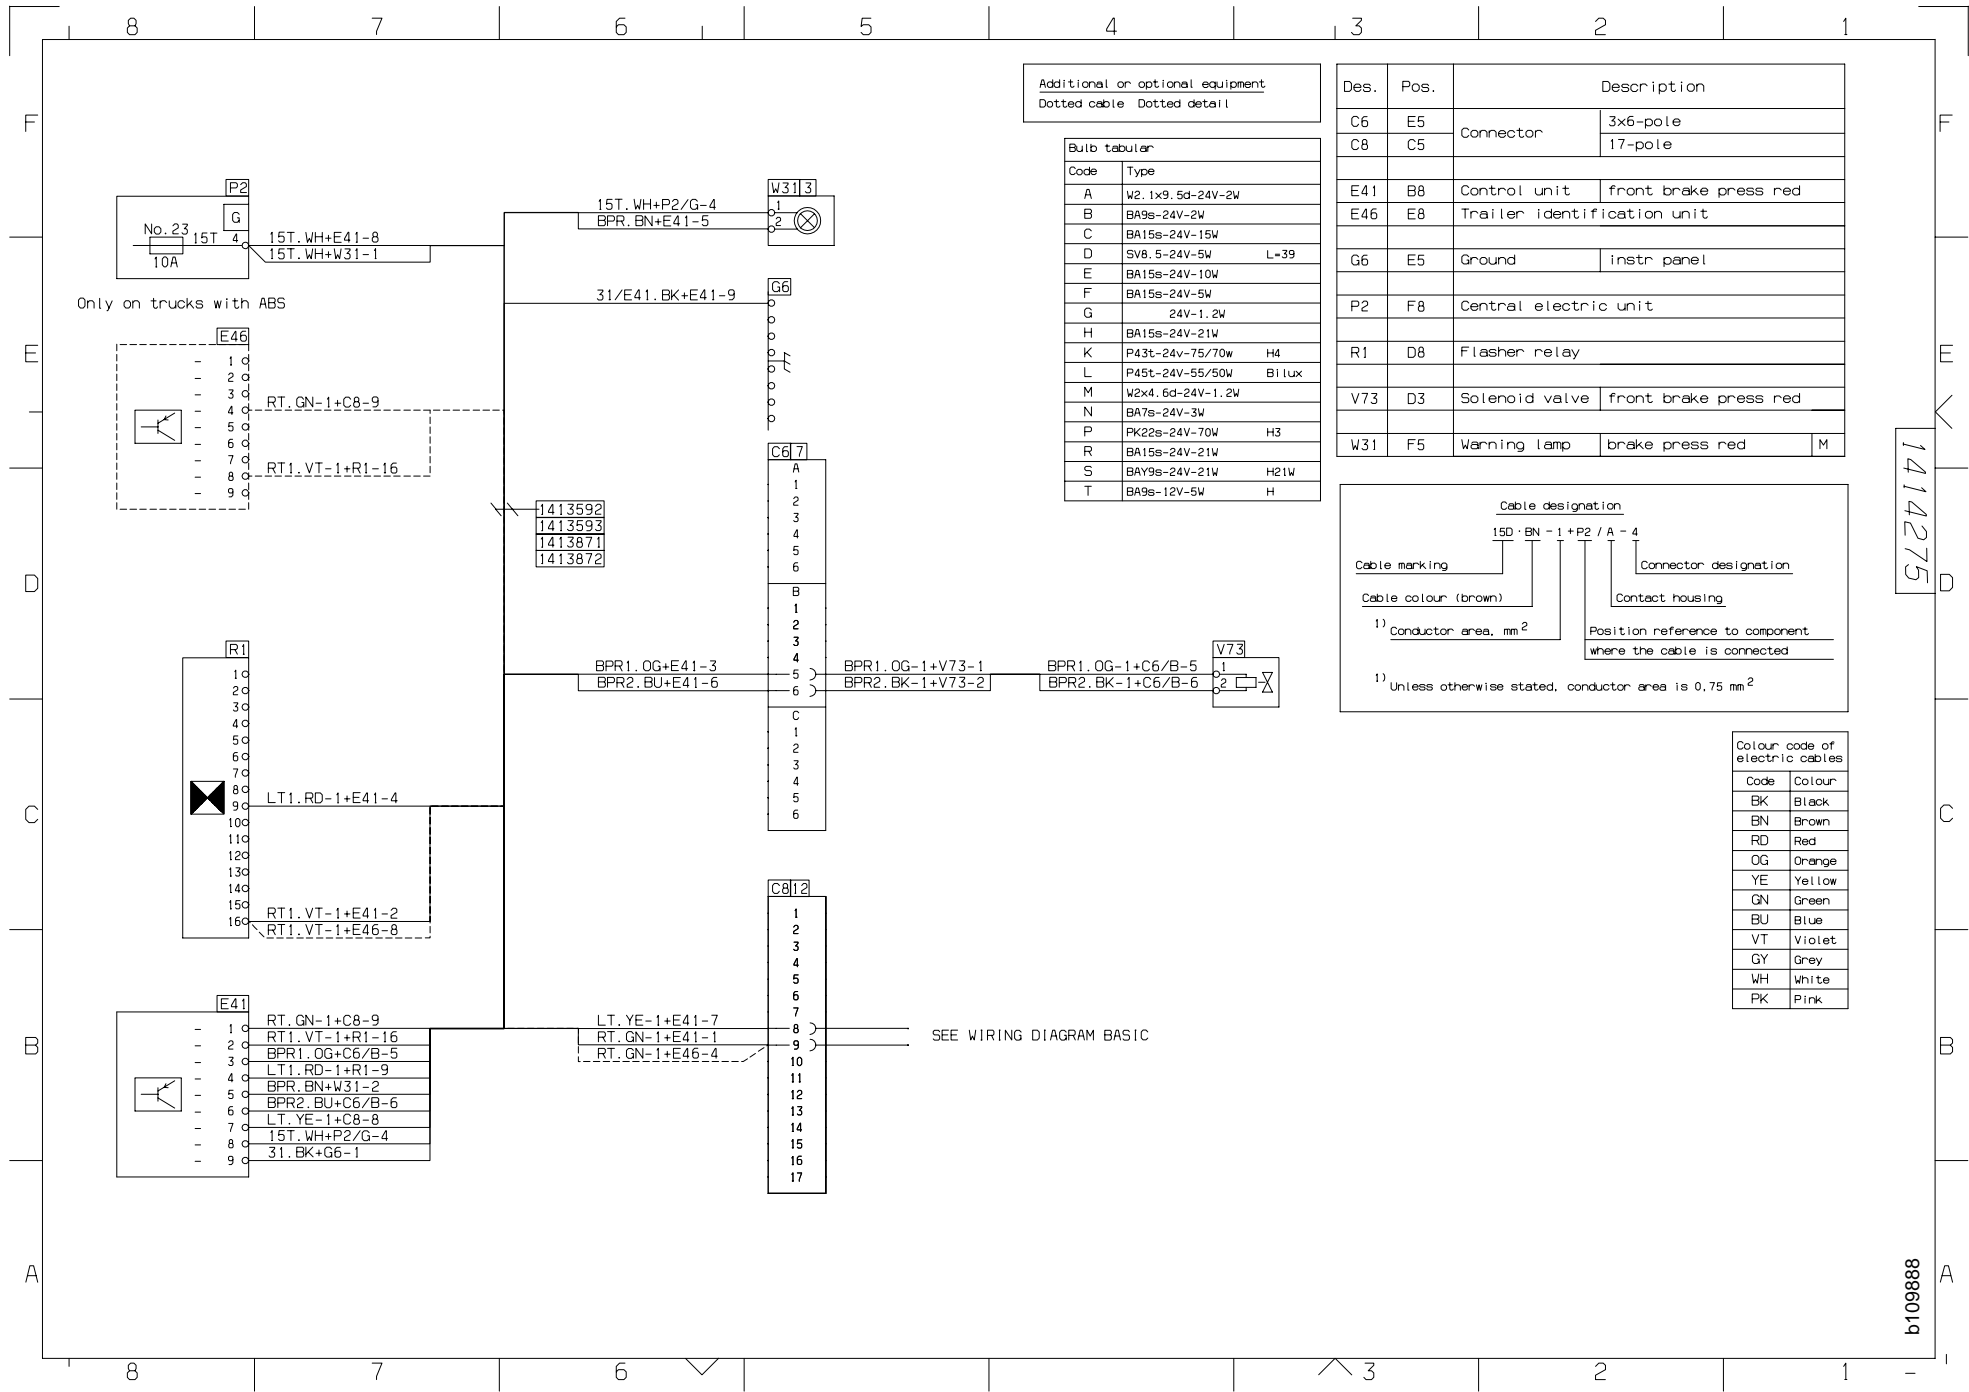 8 7 6 5 4 3 2 1
F
E
D
C
B
A
P2
G
No.23
15T
4
10A
15T.WH+E41-8
15T.WH+W31-1
Only on trucks with ABS
E46
- 1
- 2
- 3
- 4
- 5
- 6
- 7
- 8
- 9
RT.GN-1+C8-9
RT1.VT-1+R1-16
1413592
1413593
1413871
1413872
R1
1
2
3
4
5
6
7
8
9
10
11
12
13
14
15
16
LT1.RD-1+E41-4
RT1.VT-1+E41-2
RT1.VT-1+E46-8
E41
- 1
- 2
- 3
- 4
- 5
- 6
- 7
- 8
- 9
RT.GN-1+C8-9
RT1.VT-1+R1-16
BPR1.OG+C6/B-5
LT1.RD-1+R1-9
BPR.BN+W31-2
BPR2.BU+C6/B-6
LT.YE-1+C8-8
15T.WH+P2/G-4
31.BK+G6-1
15T.WH+P2/G-4
BPR.BN+E41-5
W31 3
1
2
31/E41.BK+E41-9
G6
C6 7
A
1
2
3
4
5
6
B
1
2
3
4
5
6
C
1
2
3
4
5
6
BPR1.OG+E41-3
BPR2.BU+E41-6
BPR1.OG-1+V73-1
BPR2.BK-1+V73-2
BPR1.OG-1+C6/B-5
BPR2.BK-1+C6/B-6
V73
1
2
C8 12
1
2
3
4
5
6
7
8
9
10
11
12
13
14
15
16
17
LT.YE-1+E41-7
RT.GN-1+E41-1
RT.GN-1+E46-4
SEE WIRING DIAGRAM BASIC
Additional or optional equipment
Dotted cable Dotted detail
Bulb tabular
Code Type
A W2.1x9.5d-24V-2W
B BA9s-24V-2W
C BA15s-24V-15W
D SV8.5-24V-5W L=39
E BA15s-24V-10W
F BA15s-24V-5W
G 24V-1.2W
H BA15s-24V-21W
K P43t-24v-75/70w H4
L P45t-24V-55/50W Bilux
M W2x4.6d-24V-1.2W
N BA7s-24V-3W
P PK22s-24V-70W H3
R BA15s-24V-21W
S BAY9s-24V-21W H21W
T BA9s-12V-5W H
Des. Pos. Description
C6 E5 Connector 3x6-pole
C8 C5 17-pole
E41 B8 Control unit front brake press red
E46 E8 Trailer identification unit
G6 E5 Ground instr panel
P2 F8 Central electric unit
R1 D8 Flasher relay
V73 D3 Solenoid valve front brake press red
W31 F5 Warning lamp brake press red M
Cable designation
15D·BN-1+P2/A-4
Cable marking
Connector designation
Cable colour (brown)
Contact housing
1) Conductor area, mm2
Position reference to component
where the cable is connected
1) Unless otherwise stated, conductor area is 0,75 mm2
Colour code of
electric cables
Code Colour
BK Black
BN Brown
RD Red
OG Orange
YE Yellow
GN Green
BU Blue
VT Violet
GY Grey
WH White
PK Pink
F
E
D
C
B
A
1414275
b109888
8 7 6 3 2 1